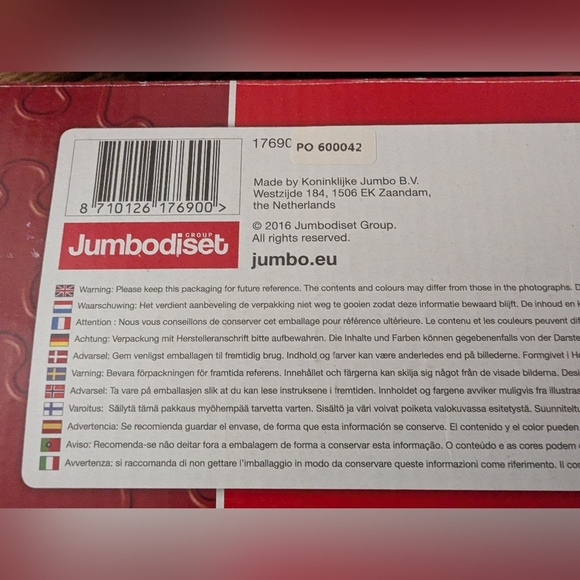 17690
PO 600042
8 710126 176900 >
Made by Koninklijke Jumbo B.V.
Westzijde 184, 1506 EK Zaandam,
the Netherlands
© 2016 Jumbodiset Group.
All rights reserved.
GROUP
Jumbodiset
jumbo.eu
Warning: Please keep this packaging for future reference. The contents and colours may differ from those in the photographs.
Waarschuwing: Het verdient aanbeveling de verpakking niet weg te gooien zodat deze informatie bewaard blijft. De inhoud en
Attention : Nous vous conseillons de conserver cet emballage pour référence ultérieure. Le contenu et les couleurs peuvent
Achtung: Verpackung mit Herstelleranschrift bitte aufbewahren. Die Inhalte und Farben können gegebenenfalls von der
Advarsel: Gem venligst emballagen til fremtidig brug. Indhold og farver kan være anderledes end på billederne. Formgivet i
Varning: Bevara förpackningen för framtida referens. Innehållet och färgerna kan skilja sig något från de visade bilderna.
Advarsel: Ta vare på emballasjen slik at du kan lese instruksene i fremtiden. Innholdet og fargene avviker muligvis fra
Varoitus: Säilytä tämä pakkaus myöhempää tarvetta varten. Sisältö ja väri voivat poiketa valokuvassa esitetystä.
Advertencia: Se recomienda guardar el envase, de forma que esta información se conserve. El contenido y el color pueden
Aviso: Recomenda-se não deitar fora a embalagem de forma a conservar esta informação. O conteúdo e as cores podem
Avvertenza: si raccomanda di non gettare l'imballaggio in modo da conservare queste informazioni come riferimento. Il